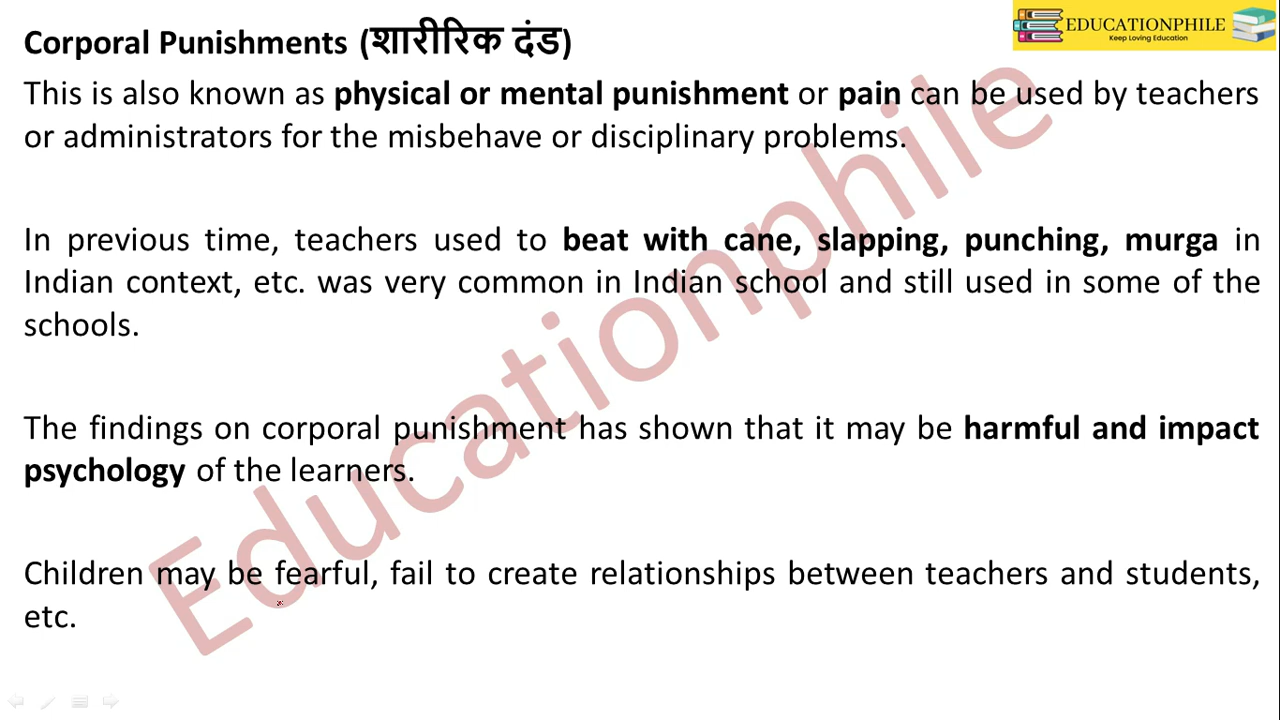 Corporal Punishments (शारीरिक दंड)
EDUCATIONPHILE
Keep Loving Education
This is also known as physical or mental punishment or pain can be used by teachers
or administrators for the misbehave or disciplinary problems.
In previous time, teachers used to beat with cane, slapping, punching, murga in
Indian context, etc. was very common in Indian school and still used in some of the
schools.
The findings on corporal punishment has shown that it may be harmful and impact
psychology of the learners.
Children may be fearful, fail to create relationships between teachers and students,
etc.
Educationphile